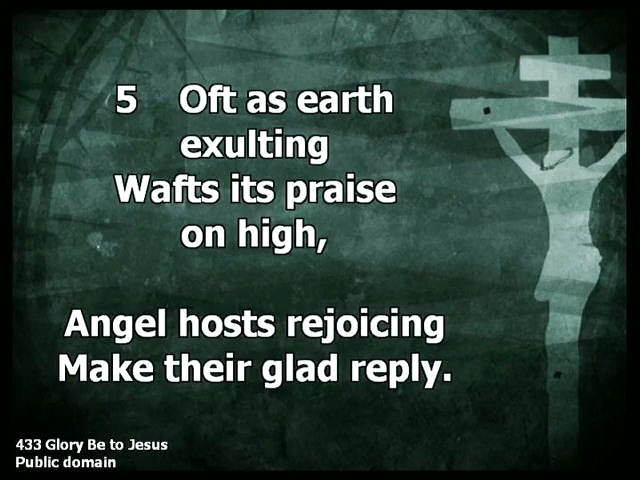 5 Oft as earth
exulting
Wafts its praise
on high,
Angel hosts rejoicing
Make their glad reply.
433 Glory Be to Jesus
Public domain